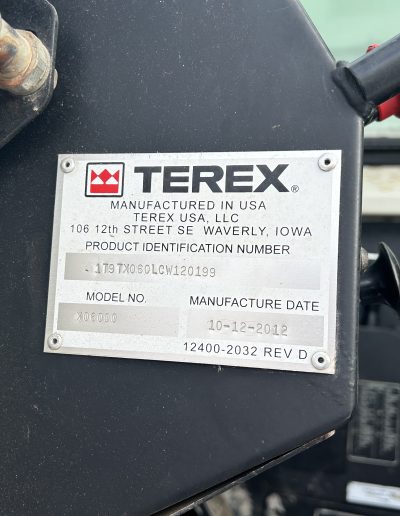 TEREX®
MANUFACTURED IN USA
TEREX USA, LLC
106 12th STREET SE WAVERLY, IOWA
PRODUCT IDENTIFICATION NUMBER
1T9TX060LCW120199
MODEL NO.
MANUFACTURE DATE
10-12-2012
12400-2032 REV D